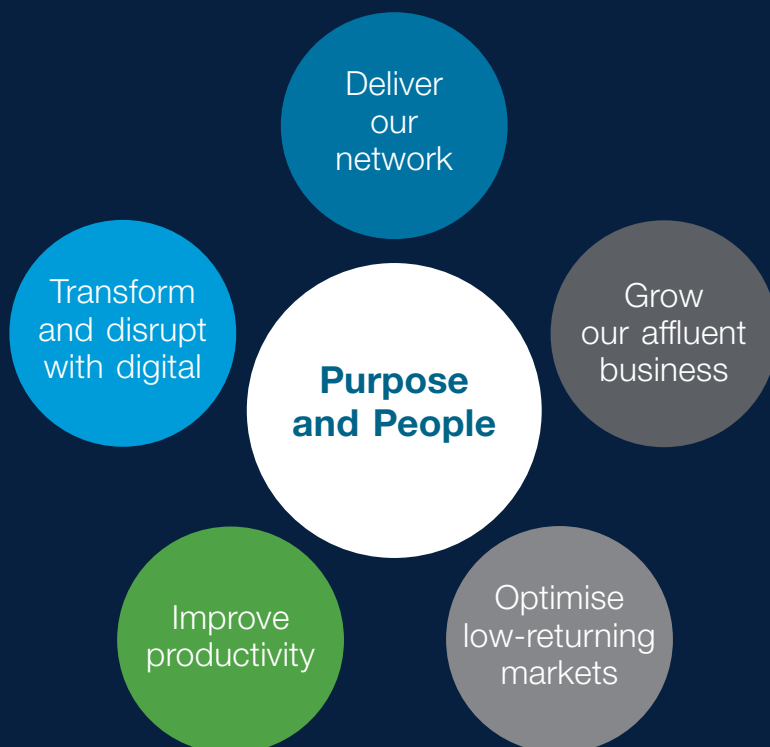 Deliver
our
network
Transform
and disrupt
with digital
Grow
our affluent
business
Purpose
and People
Improve
productivity
Optimise
low-returning
markets